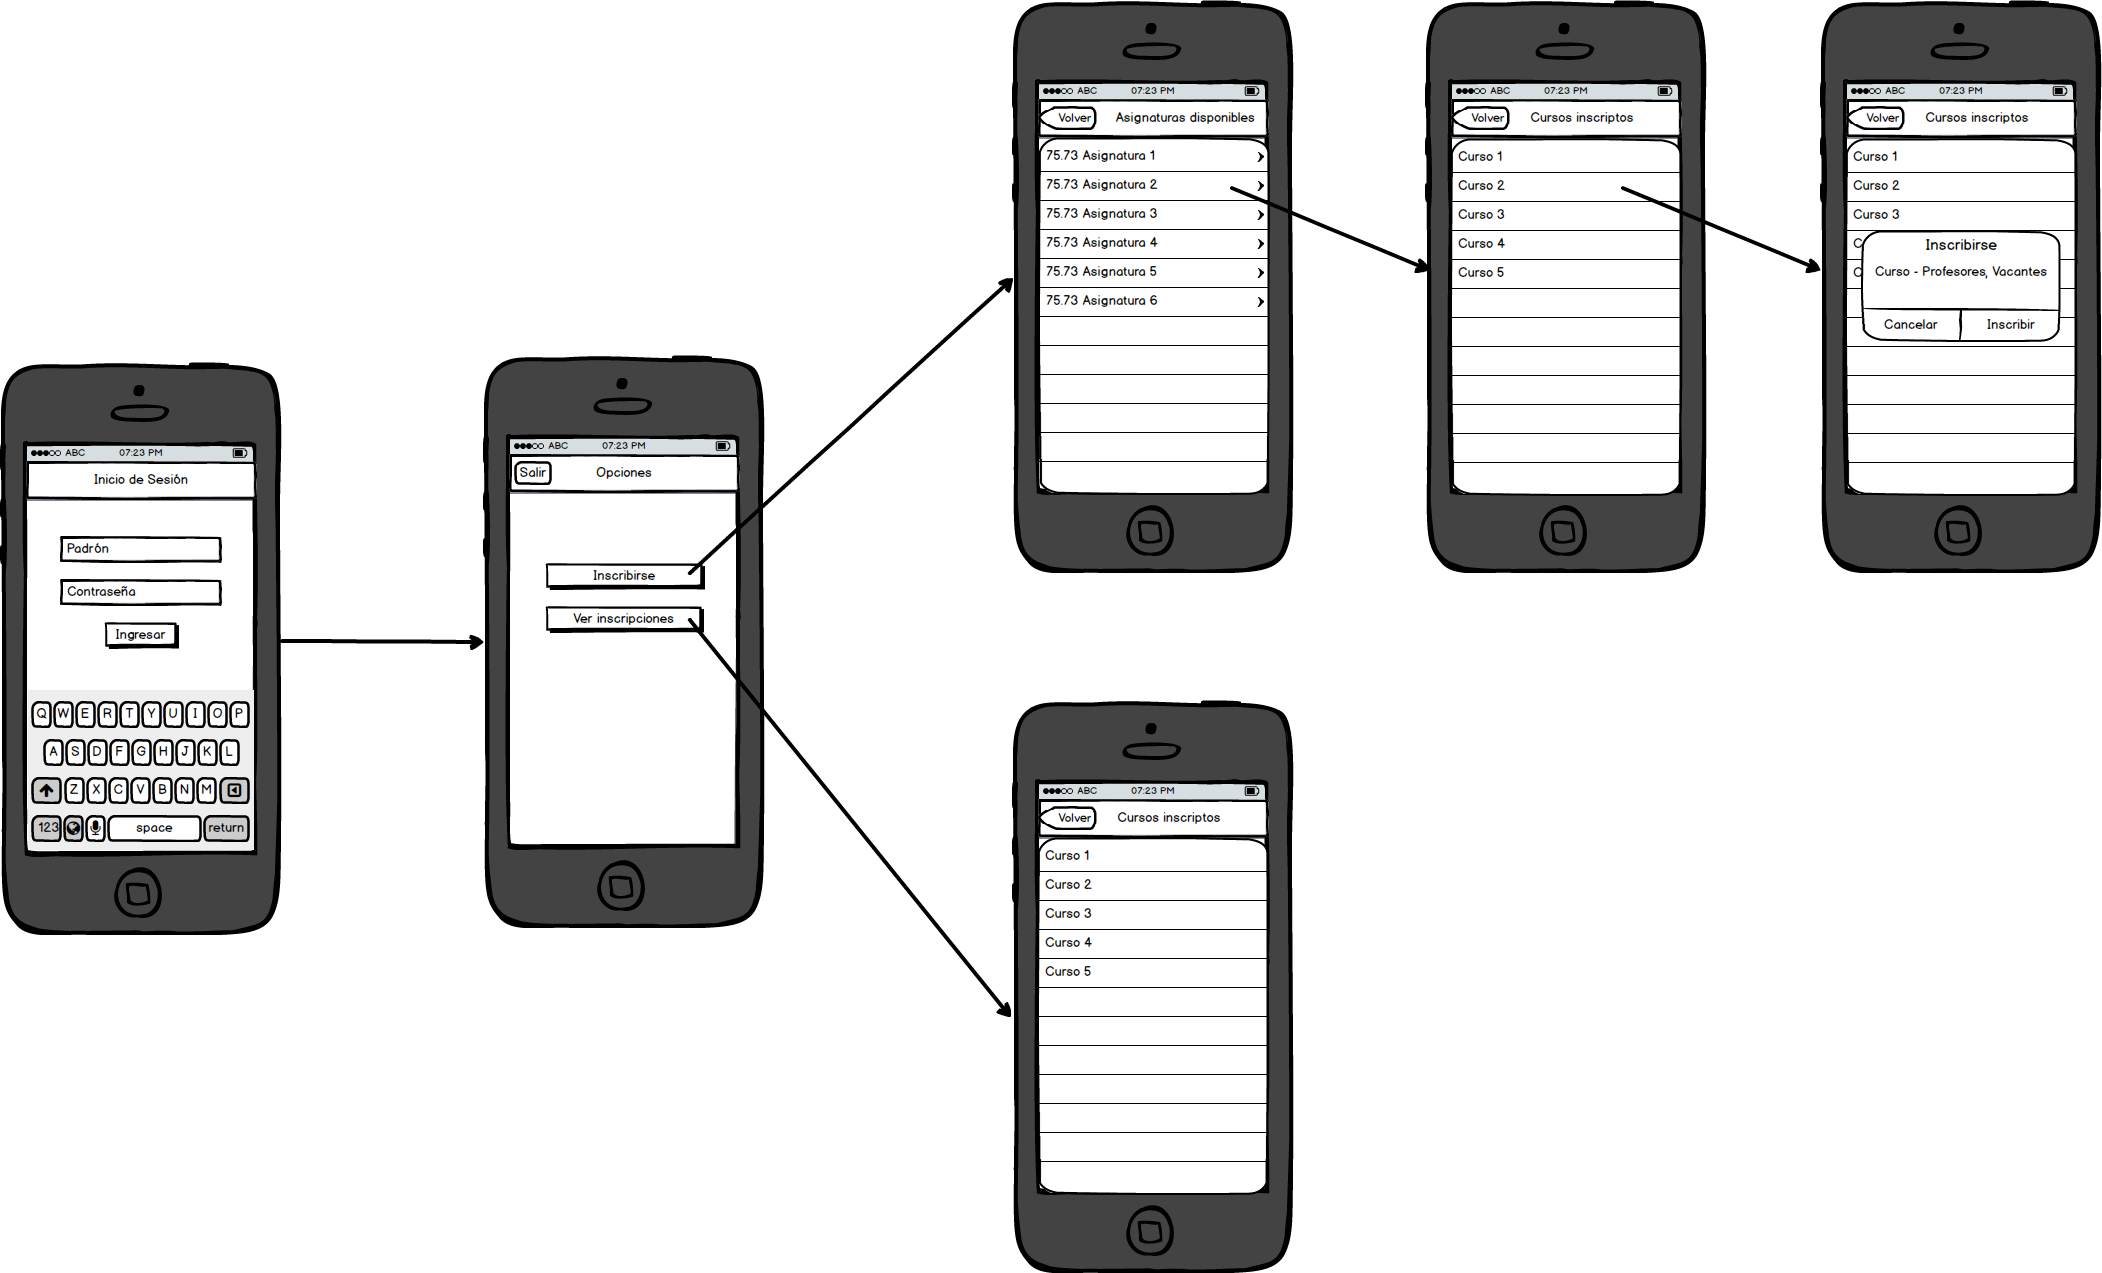 ABC 07:23 PM
Inicio de Sesión
Padrón
Contraseña
Ingresar
Q W E R T Y U I O P
A S D F G H J K L
Z X C V B N M
123 space return
ABC 07:23 PM
Salir Opciones
Inscribirse
Ver inscripciones
ABC 07:23 PM
Volver Asignaturas disponibles
75.73 Asignatura 1
75.73 Asignatura 2
75.73 Asignatura 3
75.73 Asignatura 4
75.73 Asignatura 5
75.73 Asignatura 6
ABC 07:23 PM
Volver Cursos inscriptos
Curso 1
Curso 2
Curso 3
Curso 4
Curso 5
ABC 07:23 PM
Volver Cursos inscriptos
Curso 1
Curso 2
Curso 3
C
C
Inscribirse
Curso - Profesores, Vacantes
Cancelar Inscribir
ABC 07:23 PM
Volver Cursos inscriptos
Curso 1
Curso 2
Curso 3
Curso 4
Curso 5